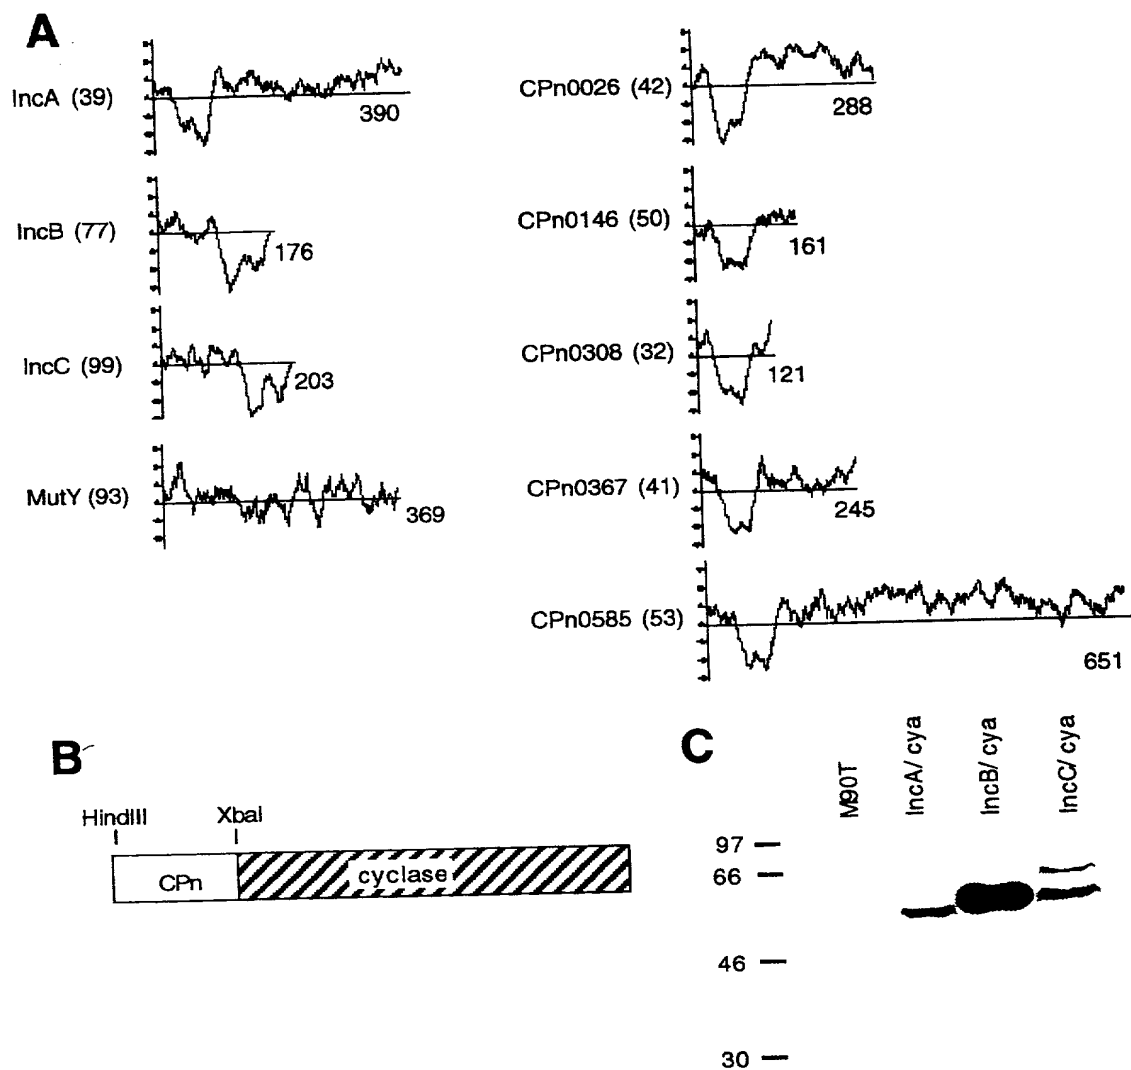 A
IncA (39)
390
IncB (77)
176
IncC (99)
203
MutY (93)
369
CPn0026 (42)
288
CPn0146 (50)
161
CPn0308 (32)
121
CPn0367 (41)
245
CPn0585 (53)
651
B
HindIII
XbaI
CPn
cyclase
C
M90T
IncA/cya
IncB/cya
IncC/cya
97
66
46
30